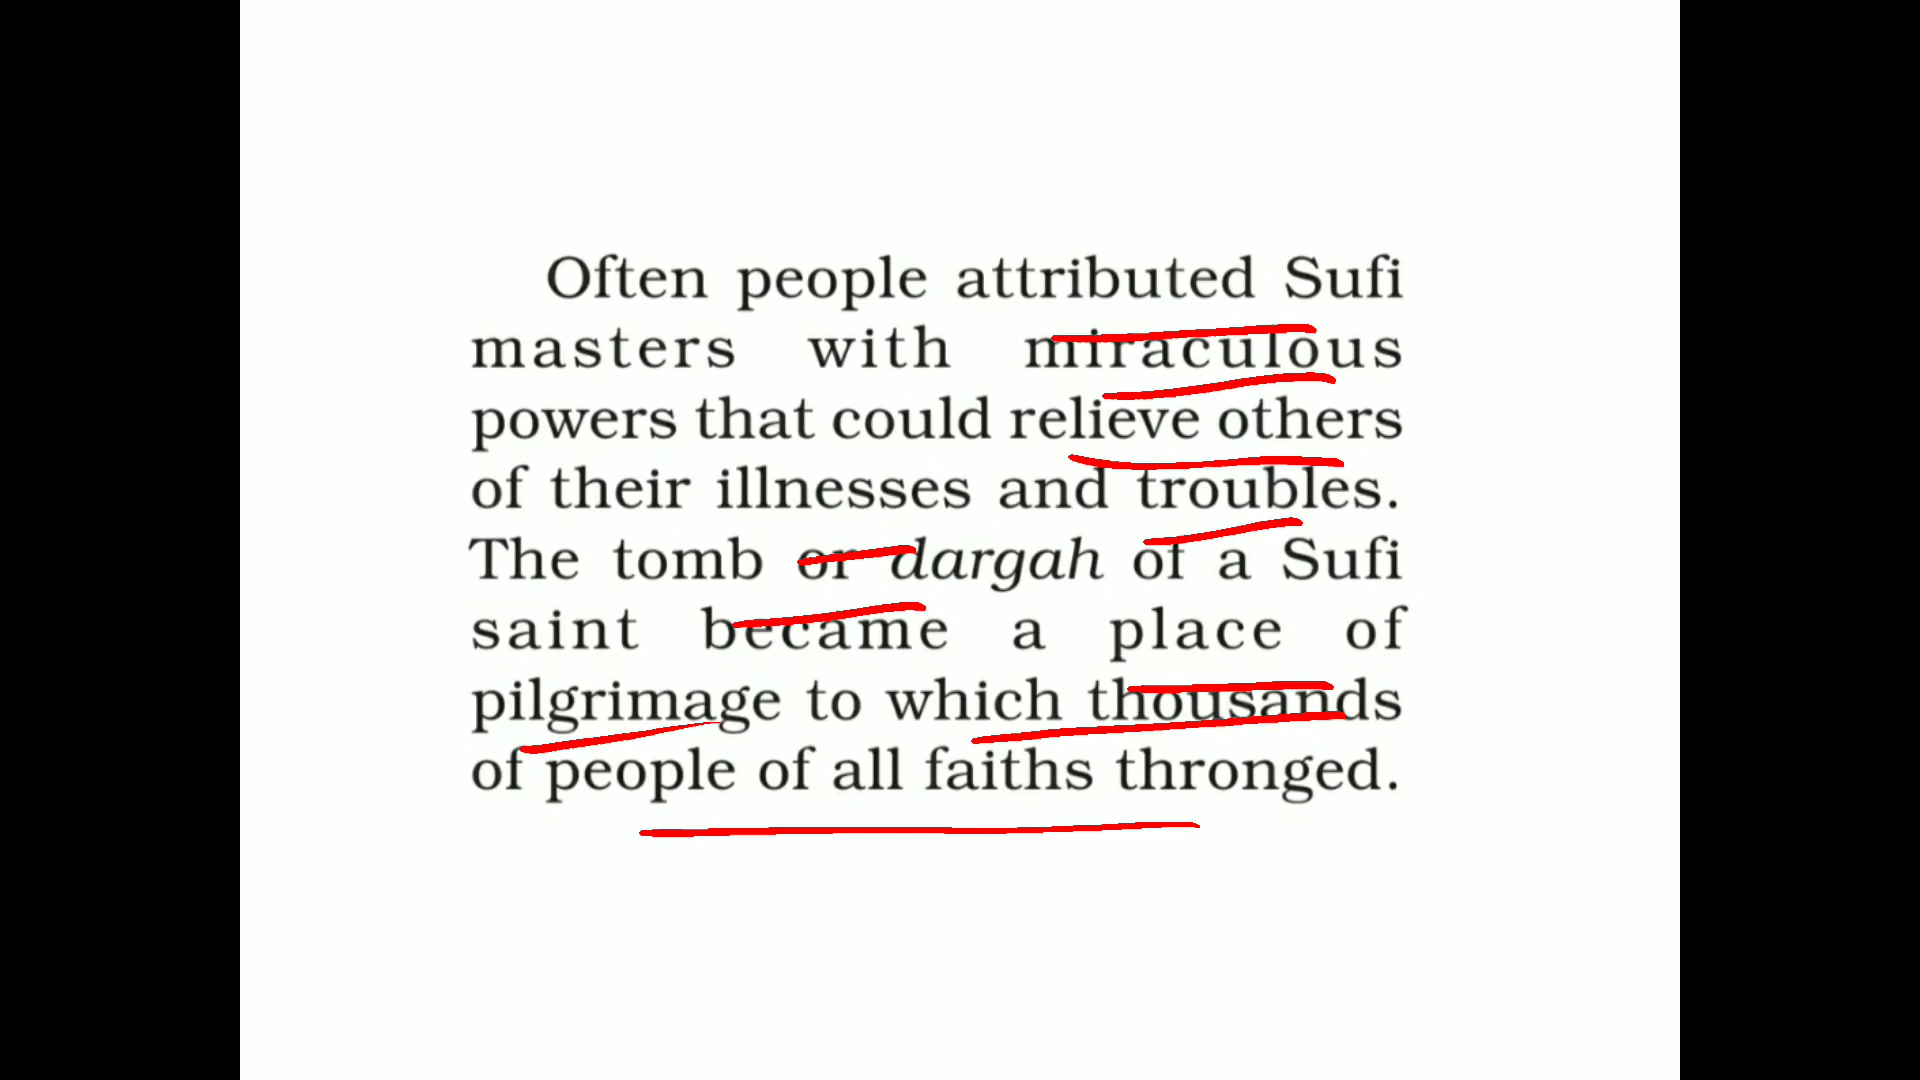 Often people attributed Sufi
masters with miraculous
powers that could relieve others
of their illnesses and troubles.
The tomb or dargah of a Sufi
saint became a place of
pilgrimage to which thousands
of people of all faiths thronged.